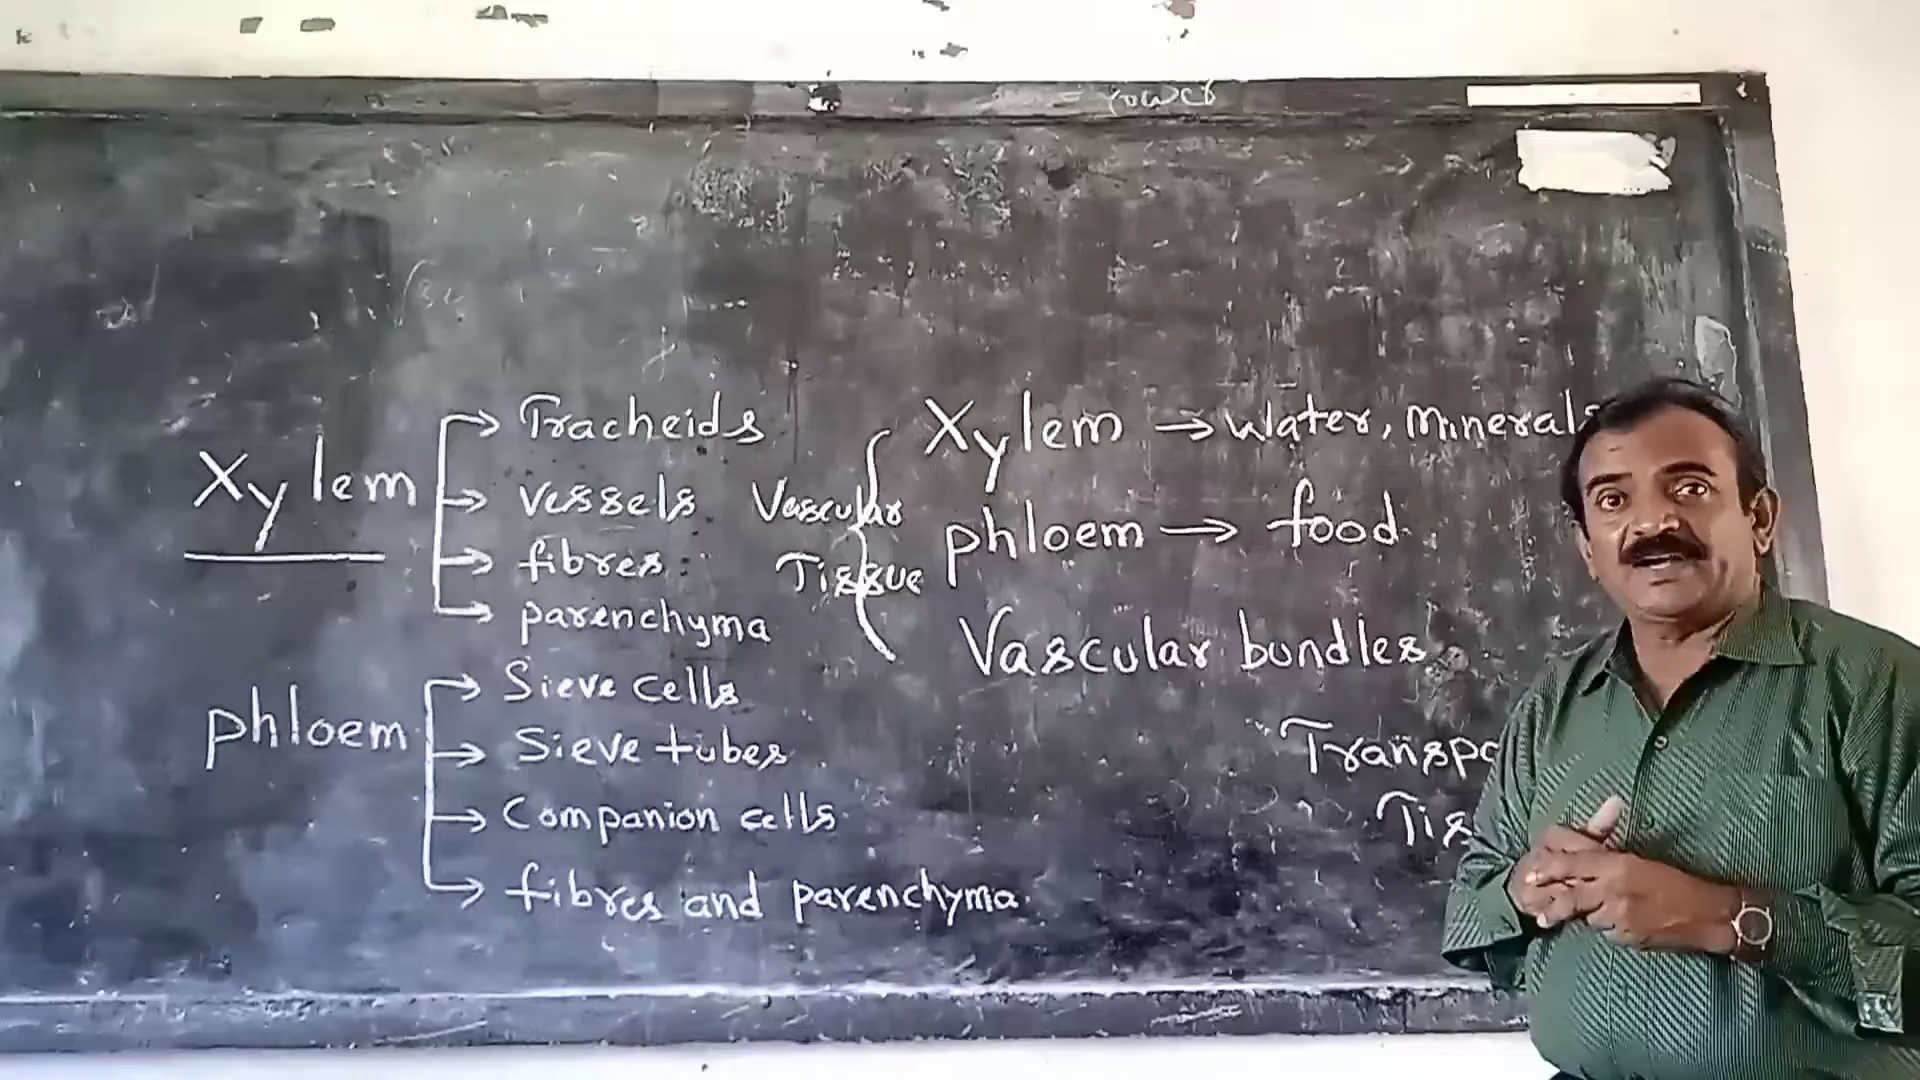 Xylem
Tracheids
vessels
fibres
parenchyma
phloem
Sieve cells
Sieve tubes
Companion cells
fibres and parenchyma
Vascular
Tissue
Xylem → water, minerals
phloem → food
Vascular bundles
Transpo
Tis